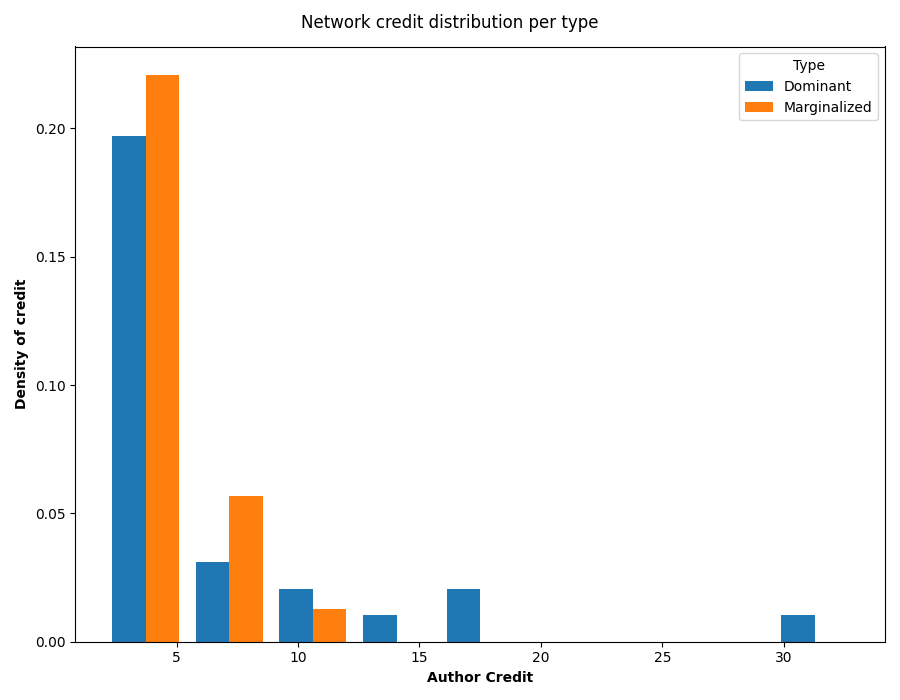 Network credit distribution per type
Type
Dominant
Marginalized
0.20
0.15
0.10
0.05
0.00
Density of credit
5 10 15 20 25 30
Author Credit